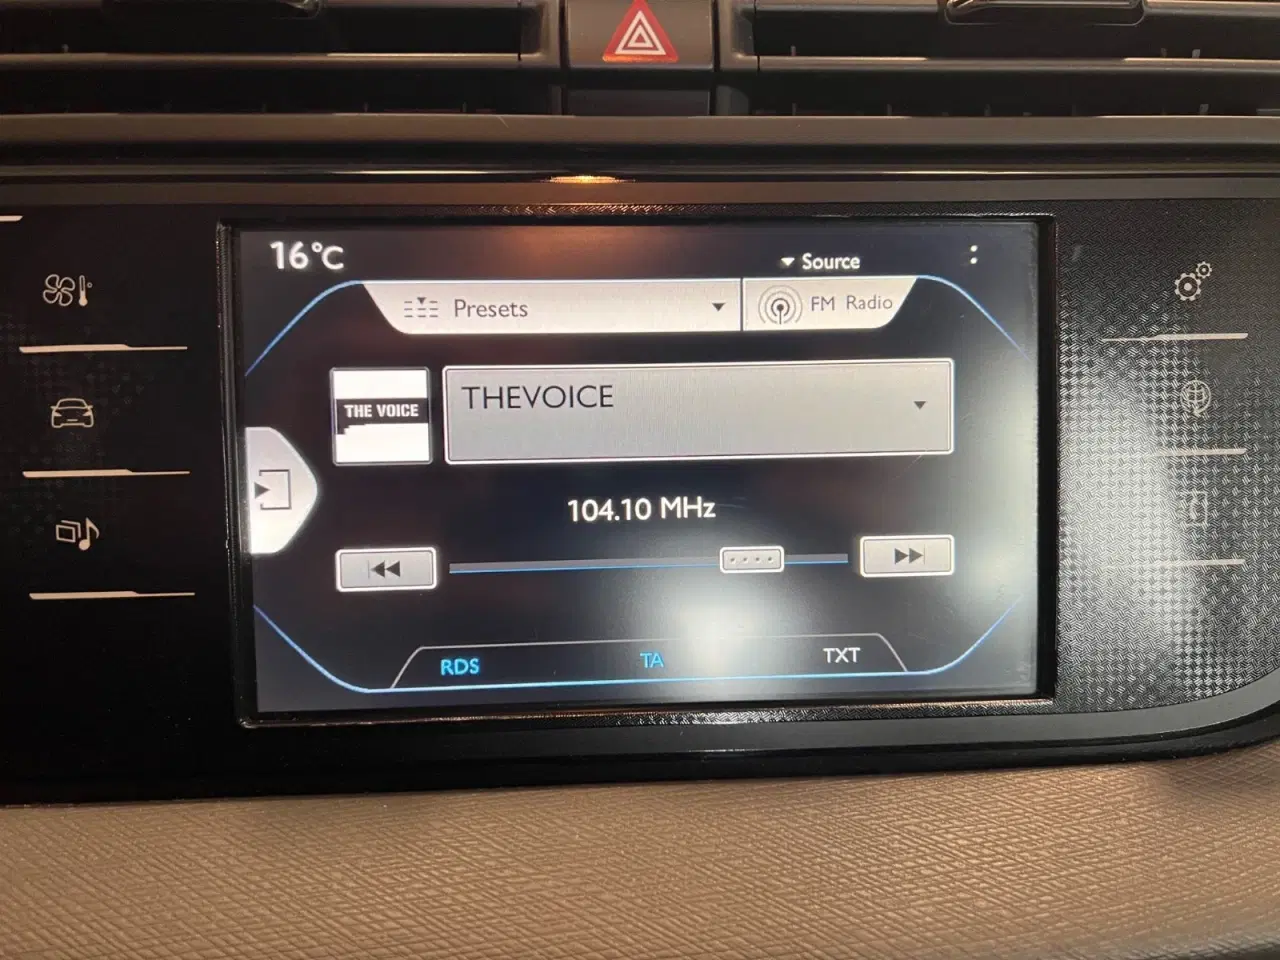 16°C
Source
Presets
FM Radio
THE VOICE
THEVOICE
104.10 MHz
RDS
TA
TXT